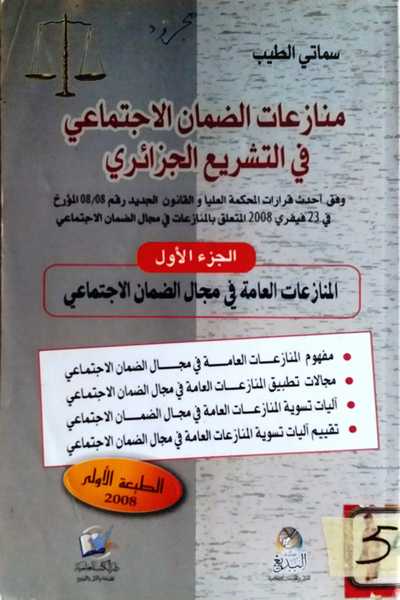 مجرود
سماتي الطيب
منازعات الضمان الاجتماعي
في التشريع الجزائري
وفق أحدث قرارات المحكمة العليا و القانون الجديد رقم 08/08 المؤرخ
في 23 فيفري 2008 المتعلق بالمنازعات في مجال الضمان الاجتماعي
الجزء الأول
المنازعات العامة في مجال الضمان الاجتماعي
• مفهوم المنازعات العامة في مجال الضمان الاجتماعي
• مجالات تطبيق المنازعات العامة في مجال الضمان الاجتماعي
• آليات تسوية المنازعات العامة في مجال الضمان الاجتماعي
• تقييم آليات تسوية المنازعات العامة في مجال الضمان الاجتماعي
الطبعة الأولى
2008
البديع
5